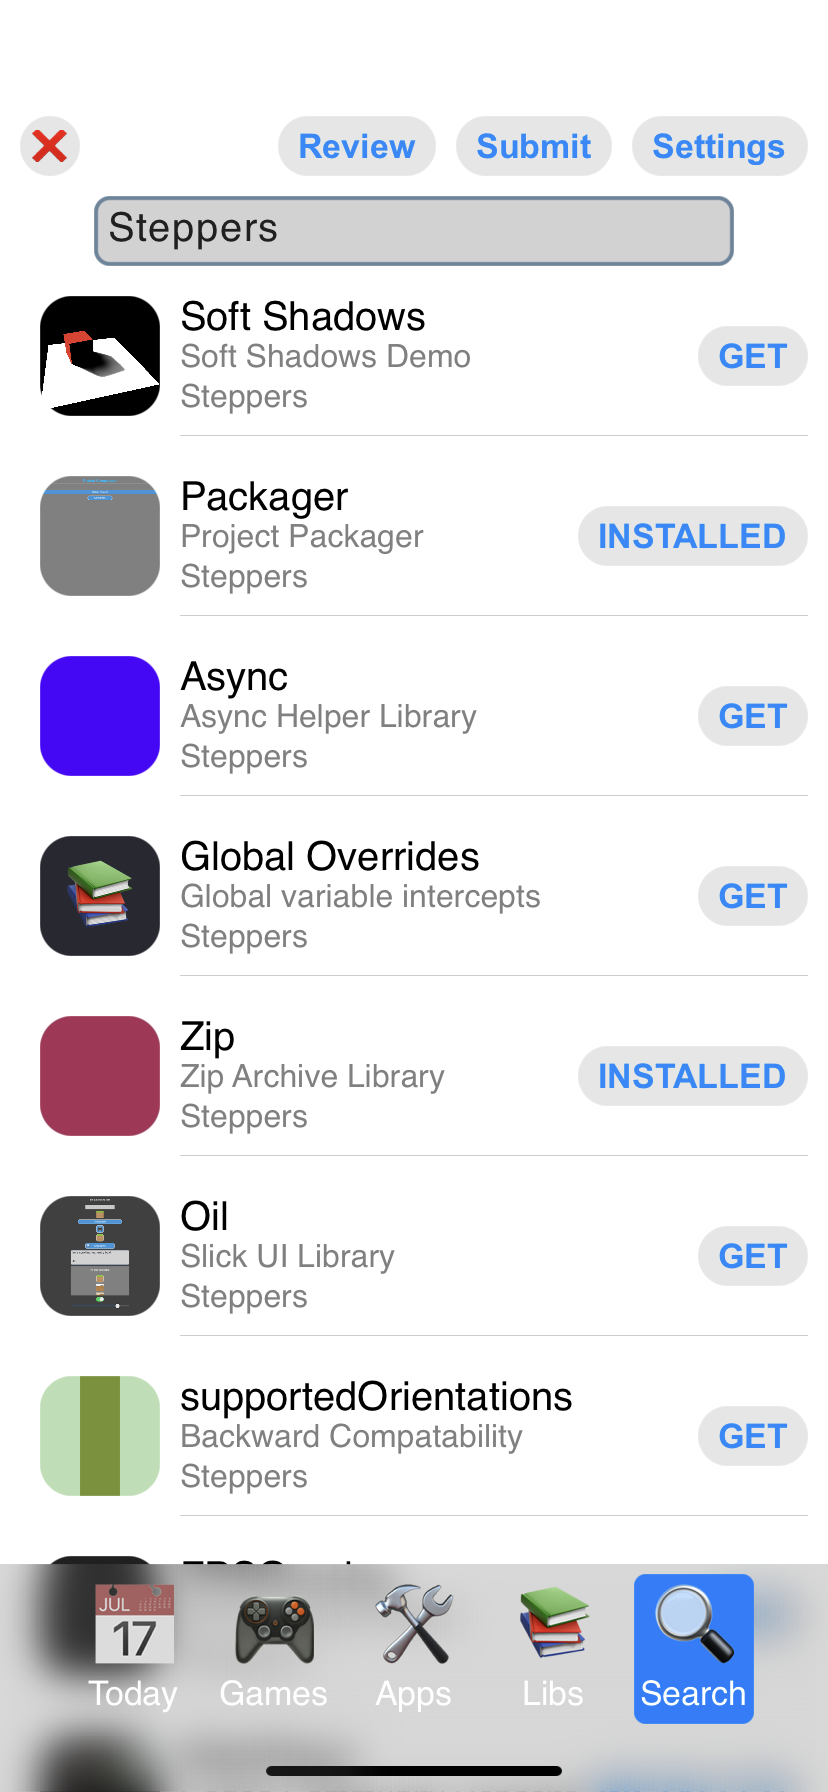 Review Submit Settings
Steppers
Soft Shadows
Soft Shadows Demo
Steppers
GET
Packager
Project Packager
Steppers
INSTALLED
Async
Async Helper Library
Steppers
GET
Global Overrides
Global variable intercepts
Steppers
GET
Zip
Zip Archive Library
Steppers
INSTALLED
Oil
Slick UI Library
Steppers
GET
supportedOrientations
Backward Compatability
Steppers
GET
JUL
17
Today Games Apps Libs Search